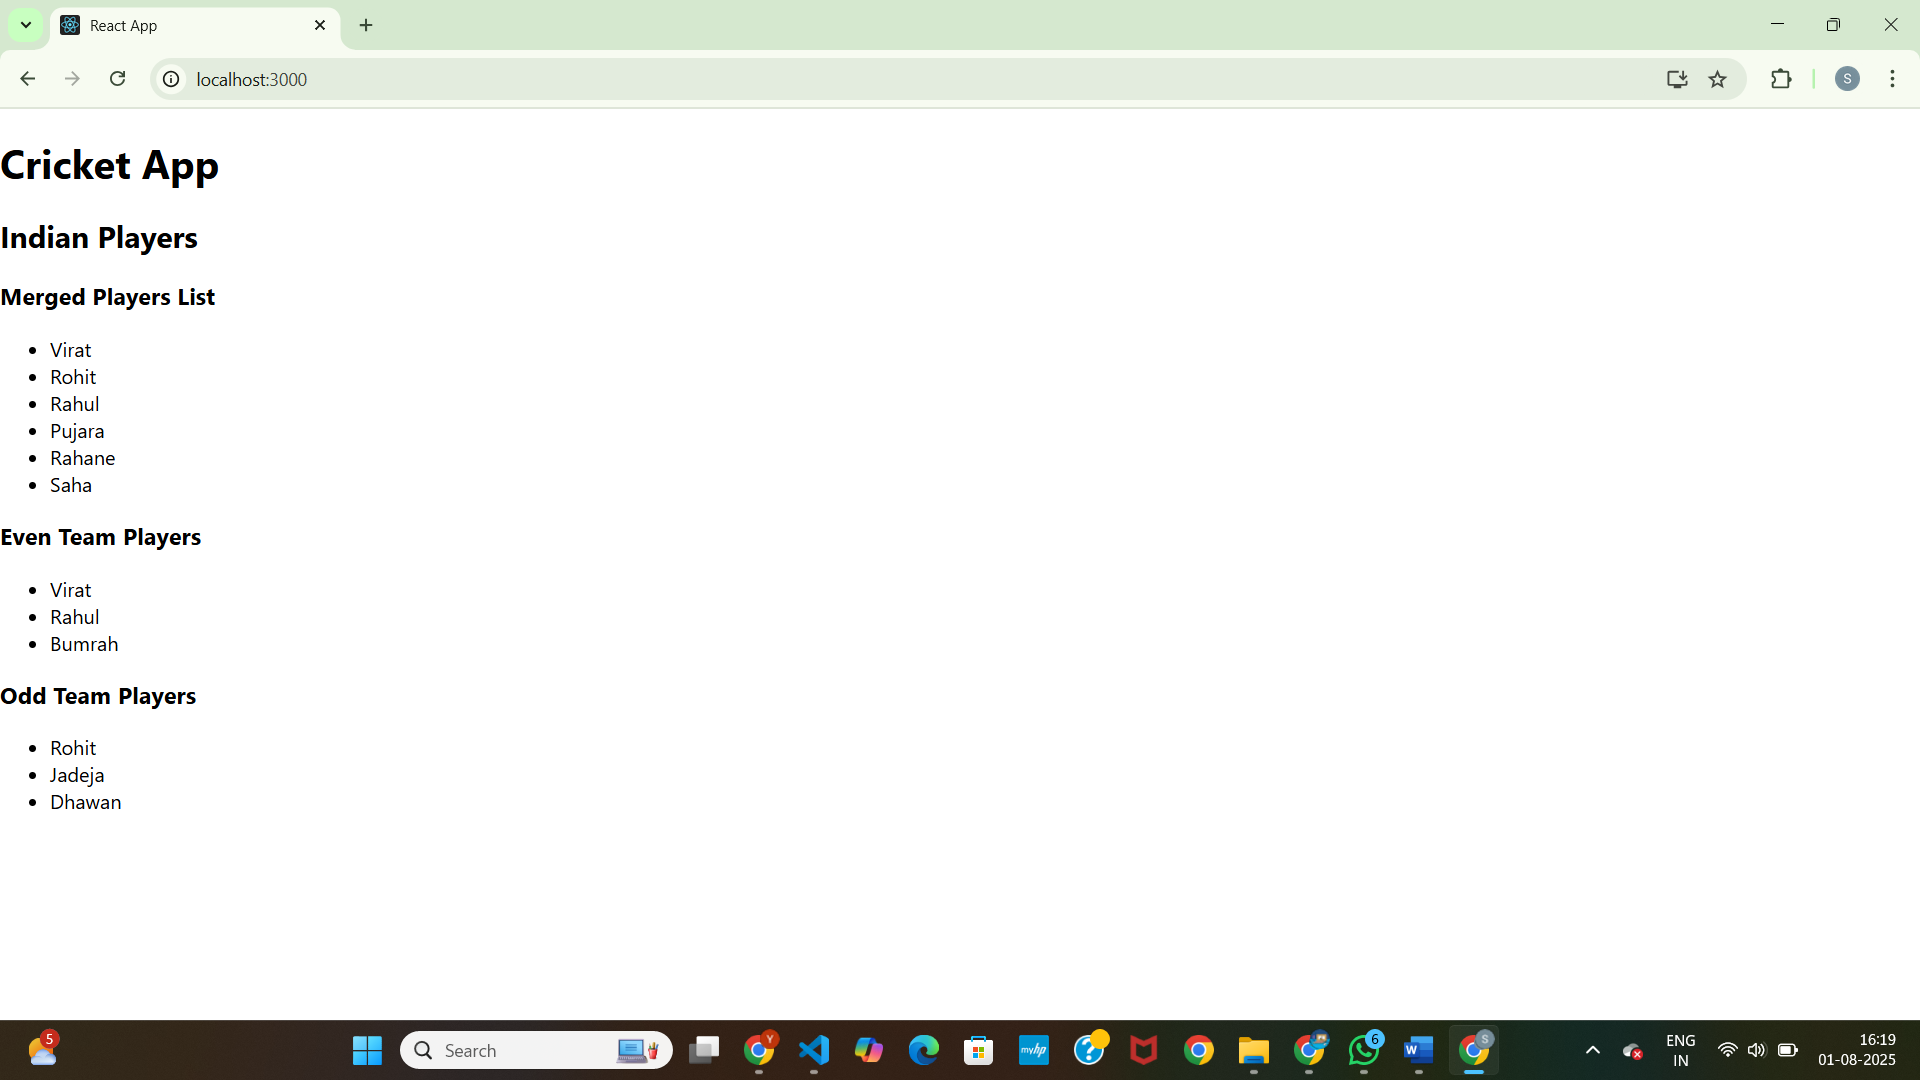 React App
localhost:3000
S
Cricket App
Indian Players
Merged Players List
Virat
Rohit
Rahul
Pujara
Rahane
Saha
Even Team Players
Virat
Rahul
Bumrah
Odd Team Players
Rohit
Jadeja
Dhawan
5
Search
Y
myhp
?
6
W
S
ENG
IN
16:19
01-08-2025